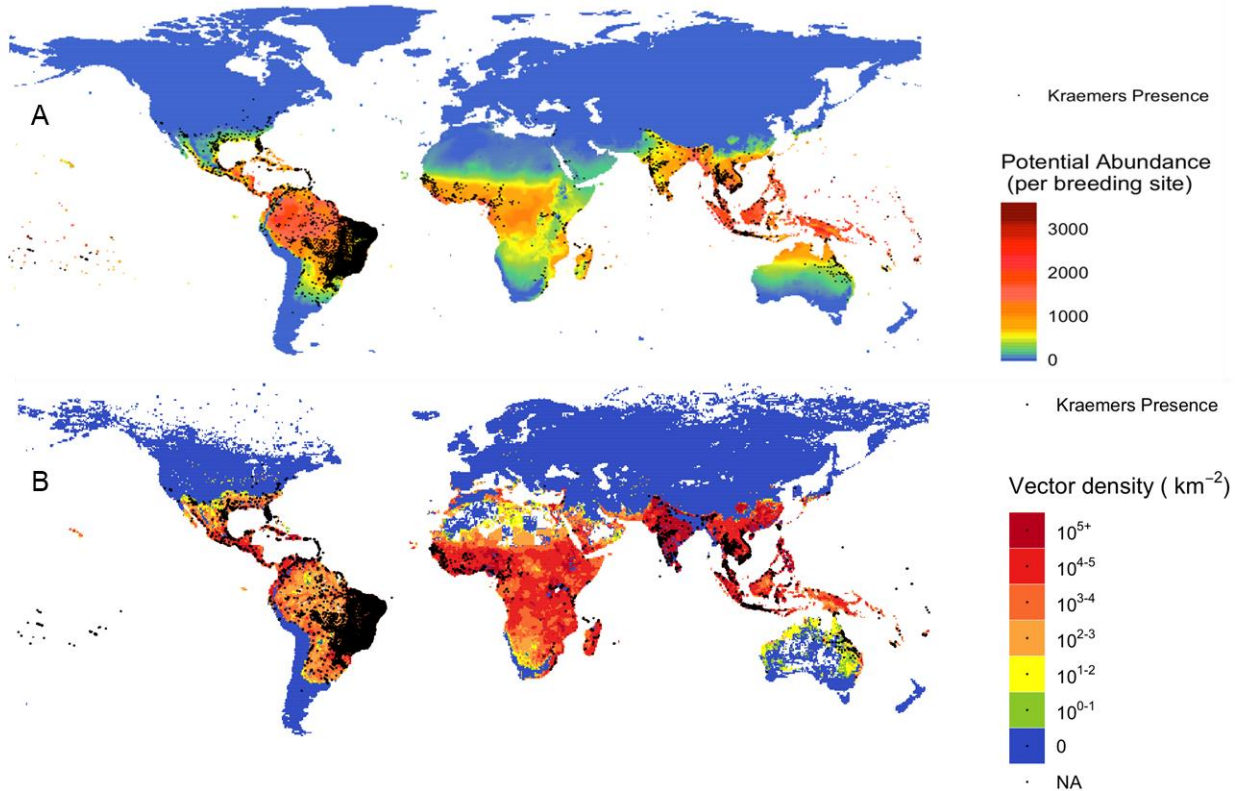 A
Kraemers Presence
Potential Abundance
(per breeding site)
3000
2000
1000
0
B
Kraemers Presence
Vector density ( km⁻²)
10⁵⁺
10⁴⁻⁵
10³⁻⁴
10²⁻³
10¹⁻²
10⁰⁻¹
0
NA